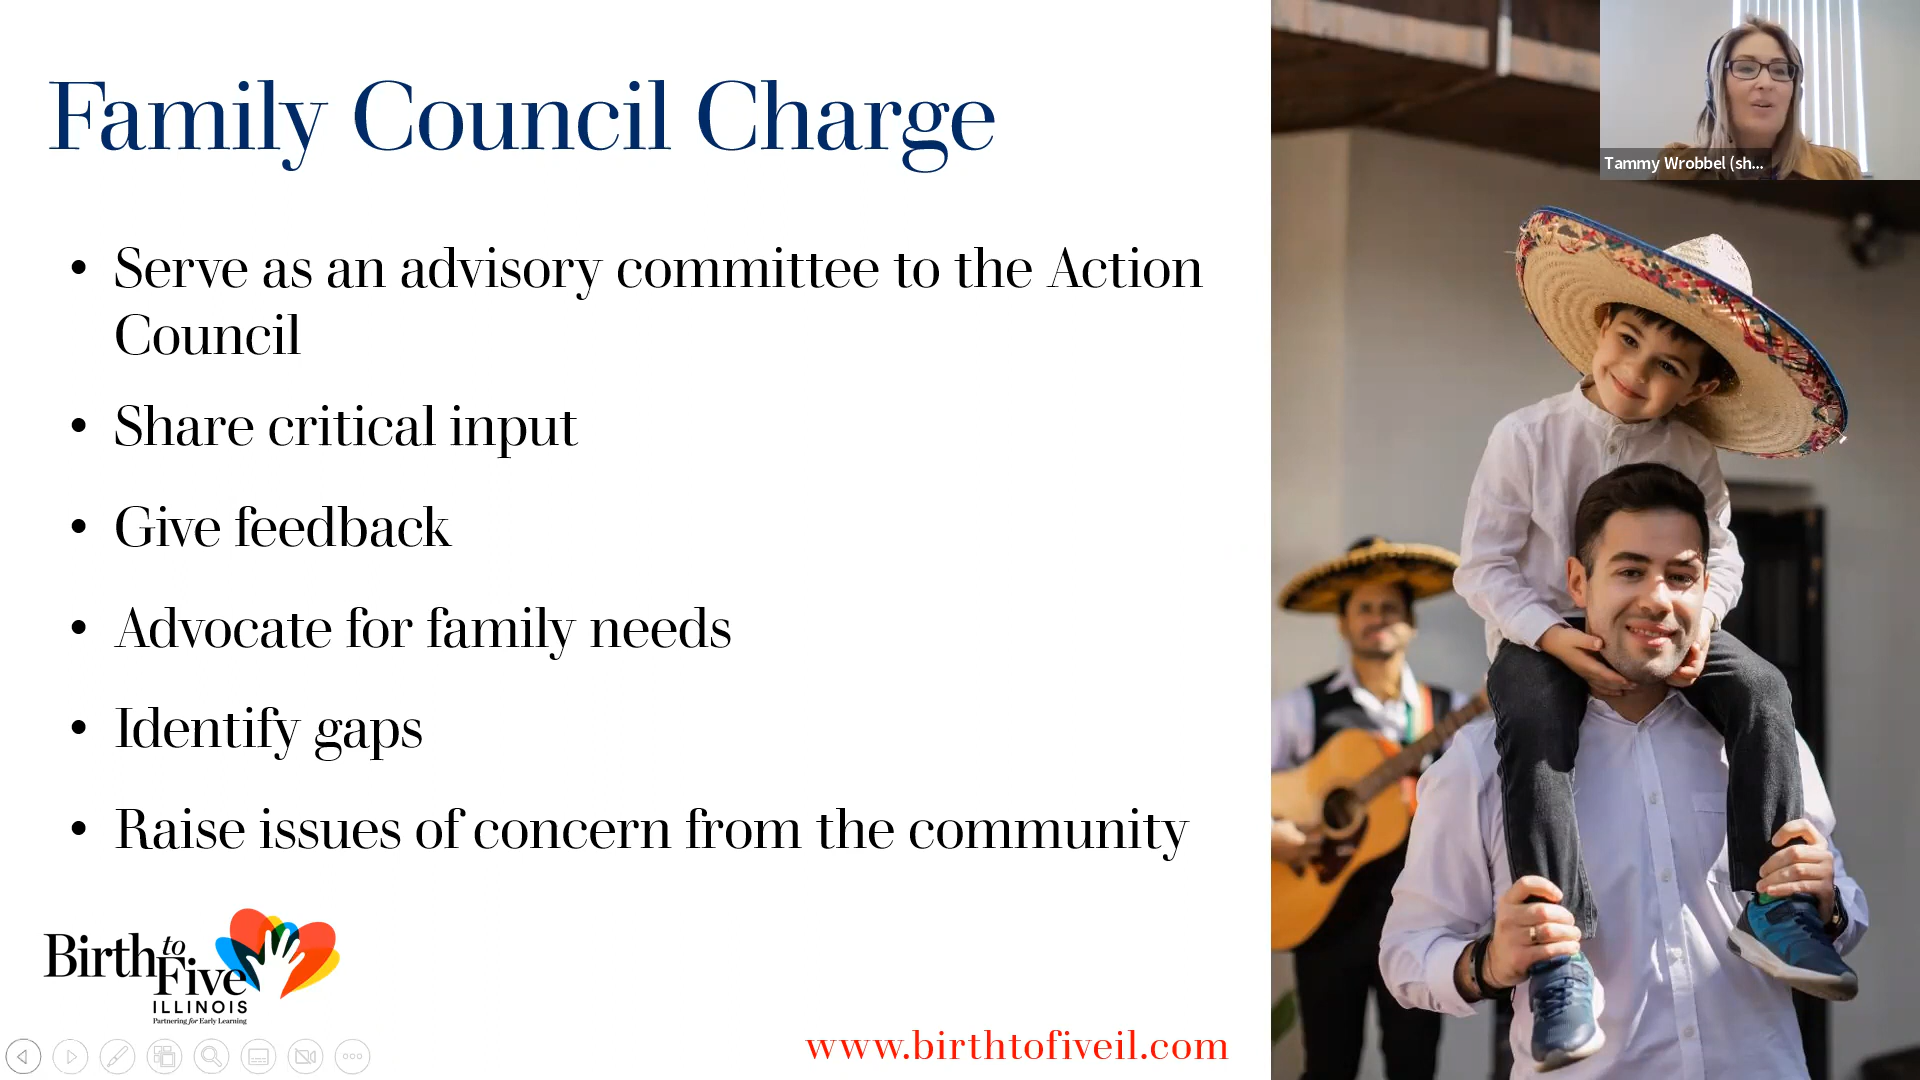 Family Council Charge
• Serve as an advisory committee to the Action
Council
• Share critical input
• Give feedback
• Advocate for family needs
• Identify gaps
• Raise issues of concern from the community
Birth to Five
ILLINOIS
Partnering for Early Learning
www.birthtofiveil.com
Tammy Wrobbel (sh...